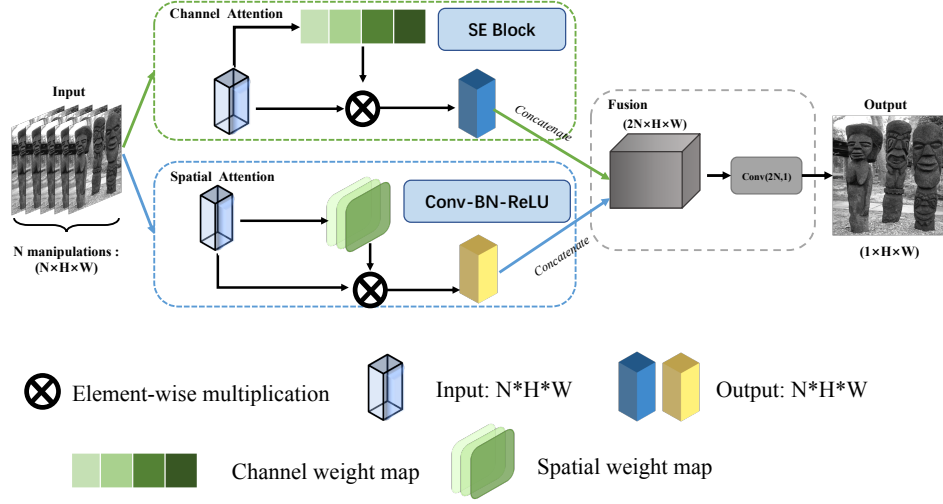 Channel Attention
SE Block
Input
N manipulations :
(N×H×W)
Concatenate
Spatial Attention
Conv-BN-ReLU
Concatenate
Fusion
(2N×H×W)
Conv(2N,1)
Output
(1×H×W)
Element-wise multiplication
Input: N*H*W
Output: N*H*W
Channel weight map
Spatial weight map